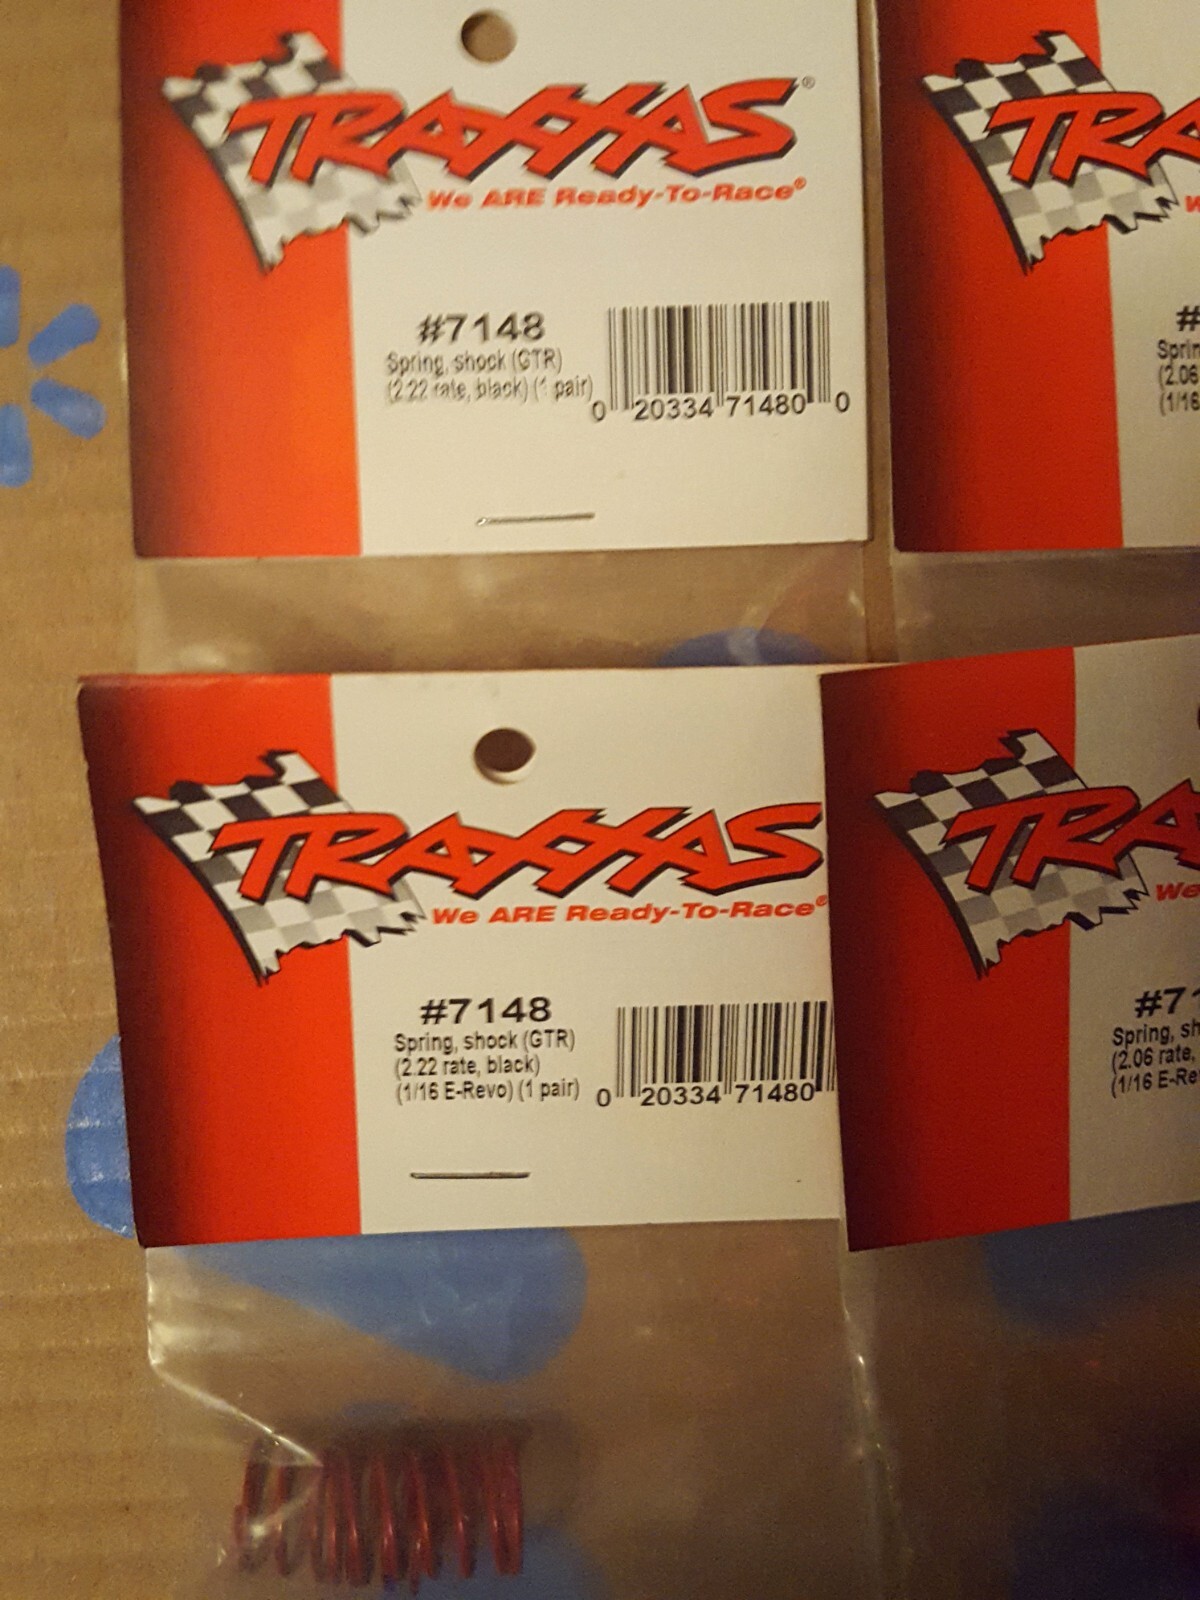 TRAXXAS®
We ARE Ready-To-Race®
#7148
Spring, shock (GTR)
(2.22 rate, black) (1 pair)
0 20334 71480 0
TRA
W
#
Sprin
(2.06
(1/16
TRAXXAS
We ARE Ready-To-Race®
#7148
Spring, shock (GTR)
(2.22 rate, black)
(1/16 E-Revo) (1 pair)
0 20334 71480
TRA
We
#71
Spring, sh
(2.06 rate,
(1/16 E-Re